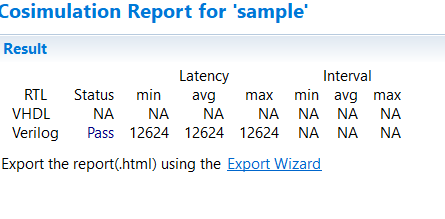 Cosimulation Report for 'sample'
Result
Latency Interval
RTL Status min avg max min avg max
VHDL NA NA NA NA NA NA NA
Verilog Pass 12624 12624 12624 NA NA NA
Export the report(.html) using the Export Wizard